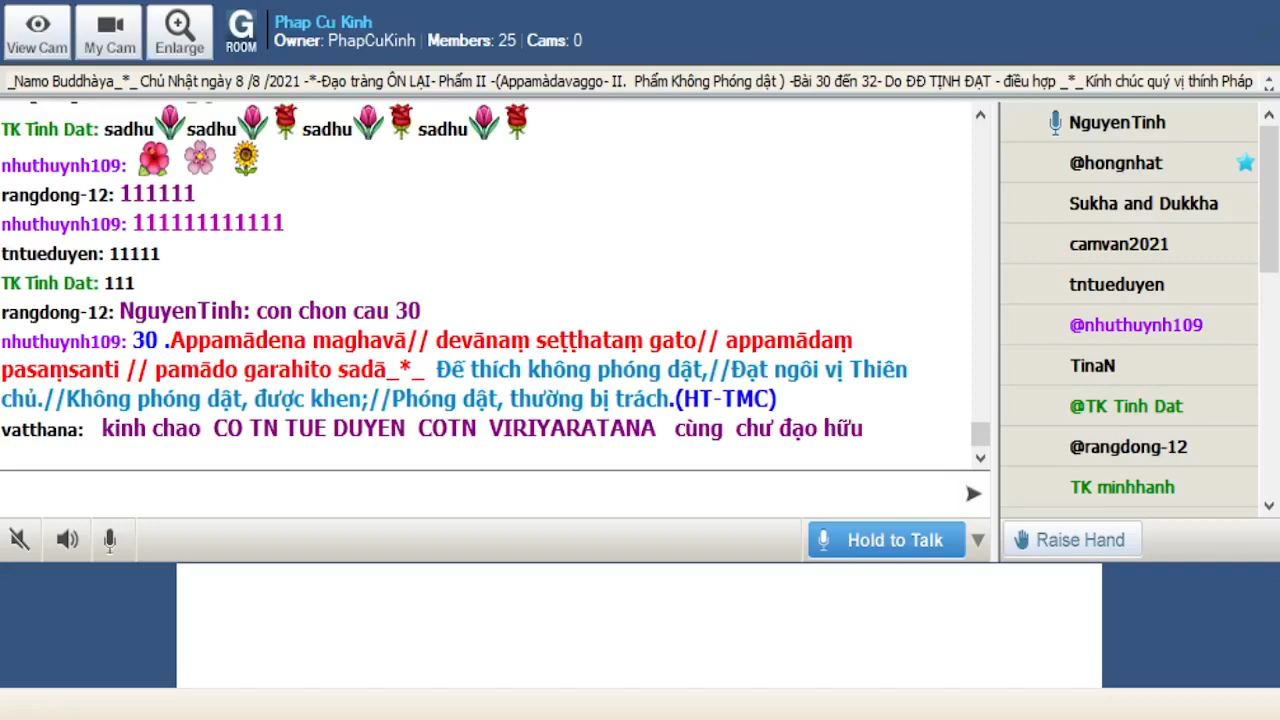 View Cam
My Cam
Enlarge
G
ROOM
Phap Cu Kinh
Owner: PhapCuKinh | Members: 25 | Cams: 0
_Namo Buddhàya_*_ Chủ Nhật ngày 8 /8 /2021 -*-Đạo tràng ÔN LẠI- Phẩm II -(Appamàdavaggo- II. Phẩm Không Phóng dật ) -Bài 30 đến 32- Do ĐĐ TỊNH ĐẠT - điều hợp _*_Kính chúc quý vị thính Pháp
TK Tinh Dat: sadhu sadhu sadhu sadhu
nhuthuynh109:
rangdong-12: 111111
nhuthuynh109: 111111111111
tntueduyen: 11111
TK Tinh Dat: 111
rangdong-12: NguyenTinh: con chon cau 30
nhuthuynh109: 30 .Appamādena maghavā// devānaṃ seṭṭhataṃ gato// appamādaṃ
pasaṃsanti // pamādo garahito sadā_*_ Đế thích không phóng dật,//Đạt ngôi vị Thiên
chủ.//Không phóng dật, được khen;//Phóng dật, thường bị trách.(HT-TMC)
vatthana: kinh chao CO TN TUE DUYEN COTN VIRIYARATANA cùng chư đạo hữu
Hold to Talk
NguyenTinh
@hongnhat
Sukha and Dukkha
camvan2021
tntueduyen
@nhuthuynh109
TinaN
@TK Tinh Dat
@rangdong-12
TK minhhanh
Raise Hand